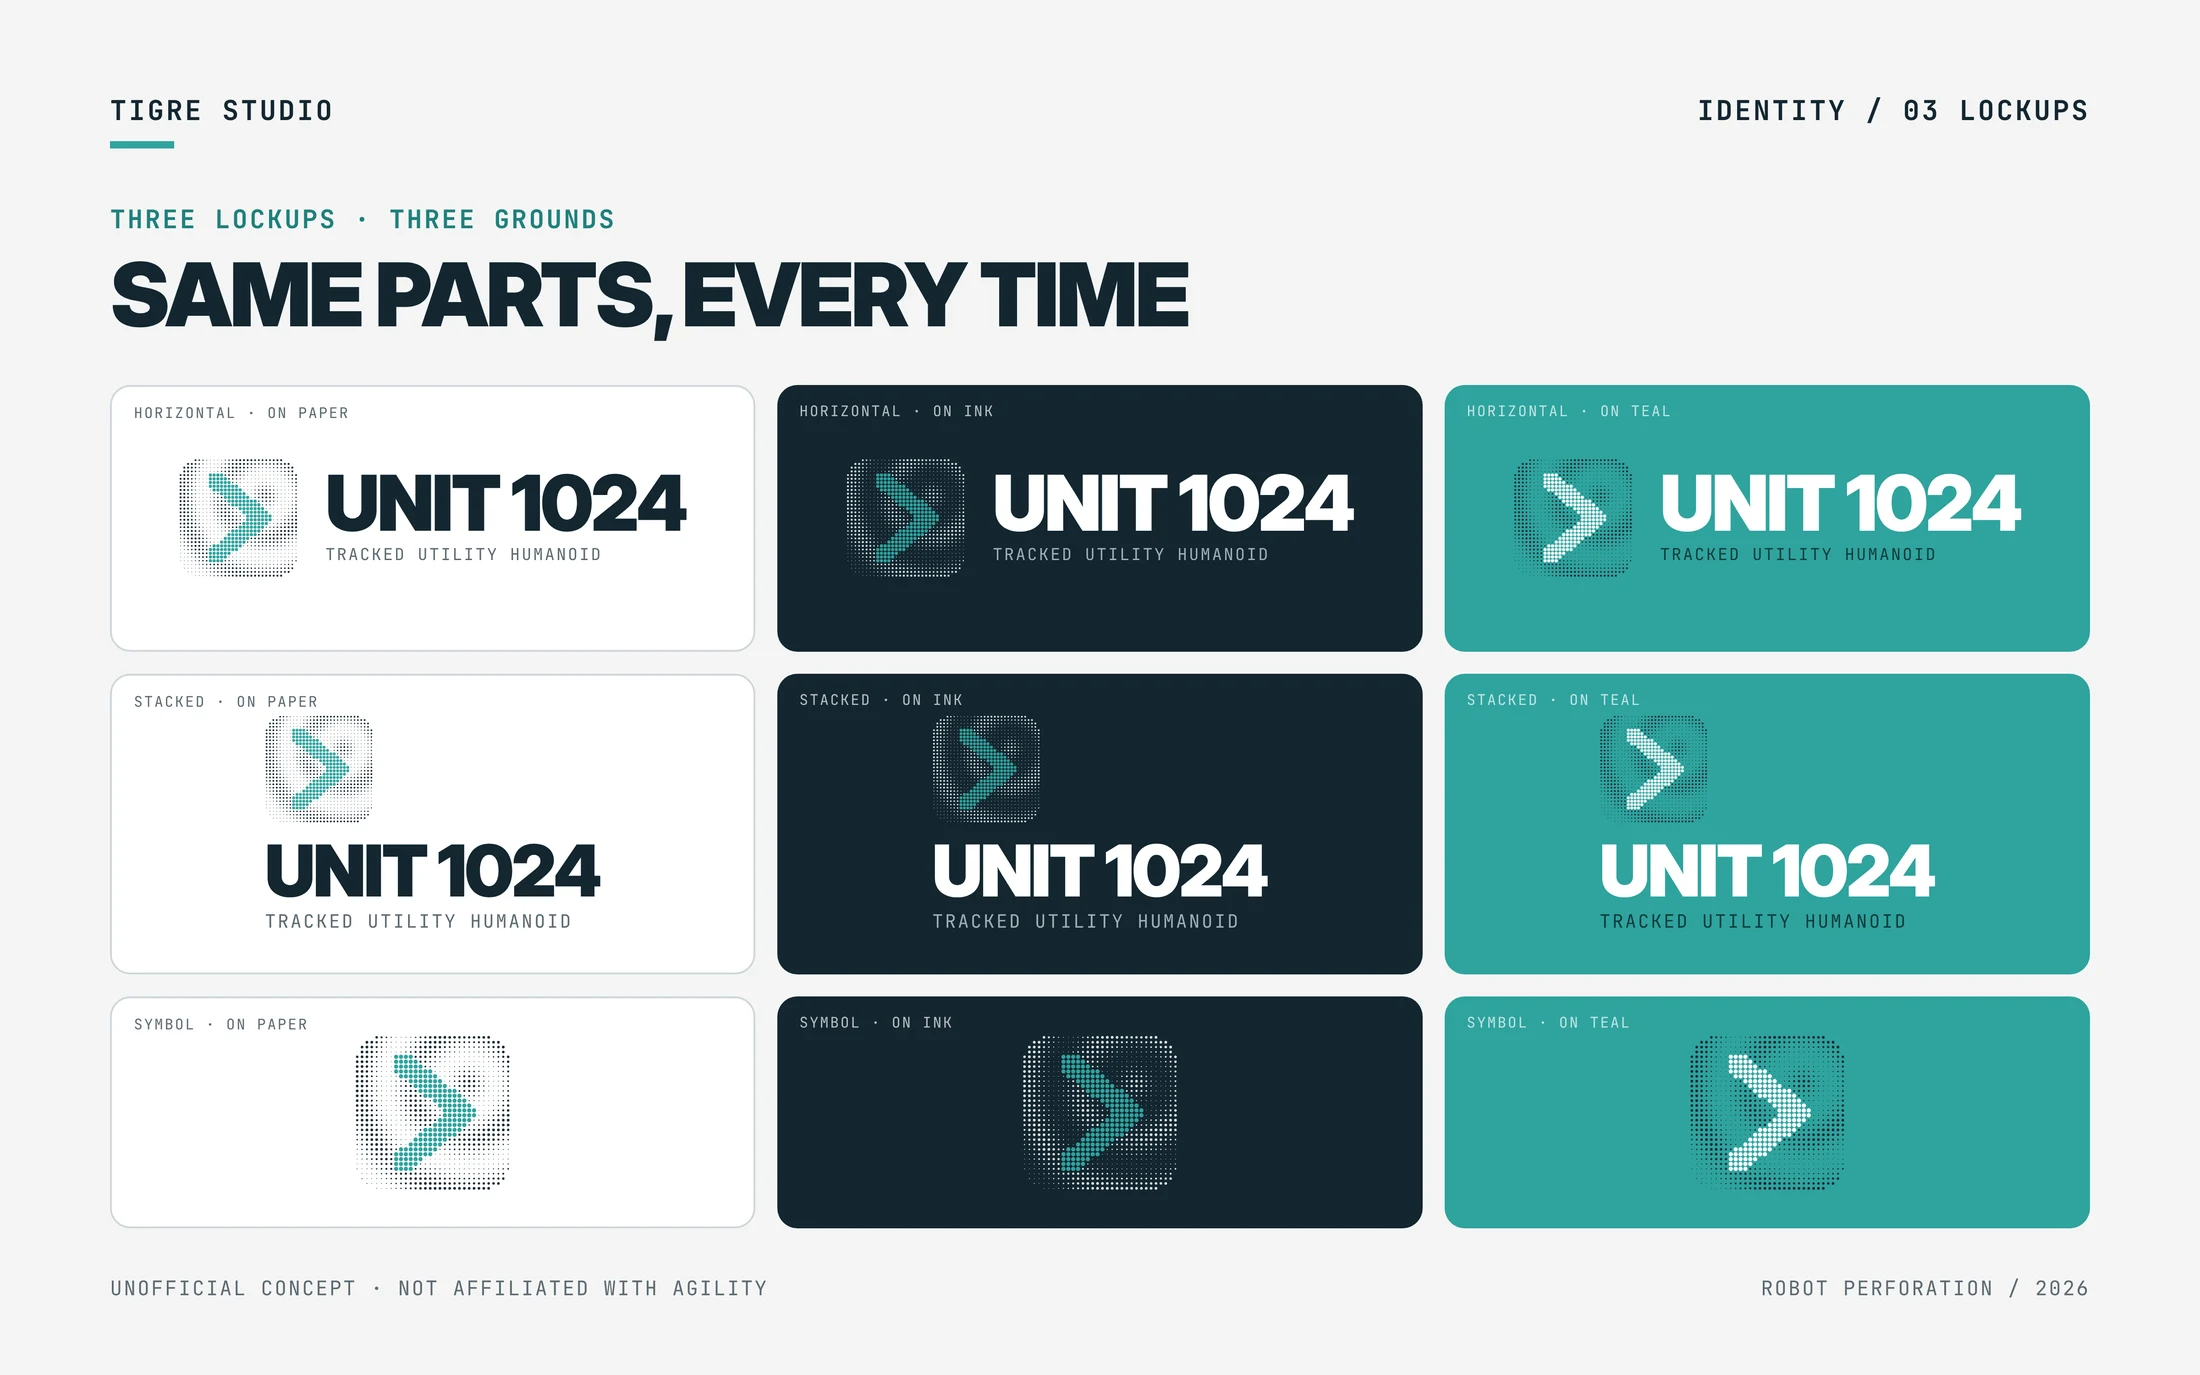 TIGRE STUDIO
IDENTITY / 03 LOCKUPS
THREE LOCKUPS · THREE GROUNDS
SAME PARTS, EVERY TIME
HORIZONTAL · ON PAPER
UNIT 1024
TRACKED UTILITY HUMANOID
HORIZONTAL · ON INK
UNIT 1024
TRACKED UTILITY HUMANOID
HORIZONTAL · ON TEAL
UNIT 1024
TRACKED UTILITY HUMANOID
STACKED · ON PAPER
UNIT 1024
TRACKED UTILITY HUMANOID
STACKED · ON INK
UNIT 1024
TRACKED UTILITY HUMANOID
STACKED · ON TEAL
UNIT 1024
TRACKED UTILITY HUMANOID
SYMBOL · ON PAPER
SYMBOL · ON INK
SYMBOL · ON TEAL
UNOFFICIAL CONCEPT · NOT AFFILIATED WITH AGILITY
ROBOT PERFORATION / 2026